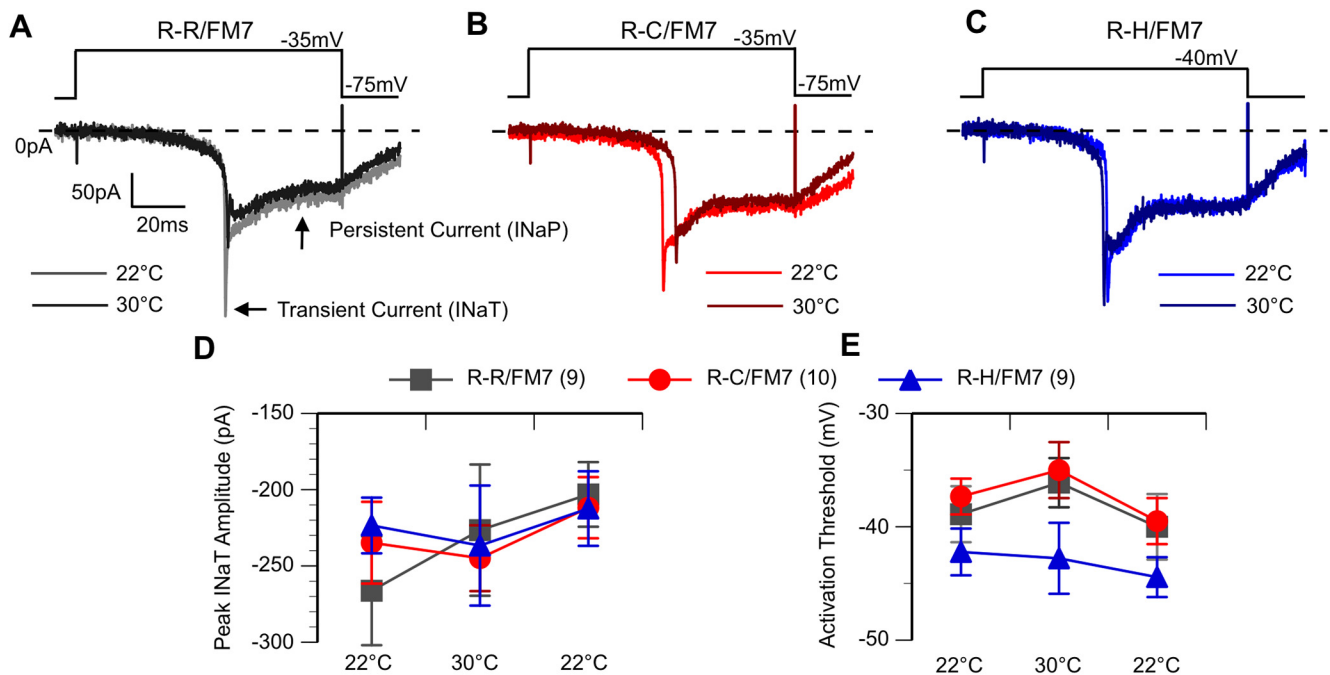 A
R-R/FM7
-35mV
-75mV
0pA
50pA
20ms
Persistent Current (INaP)
22°C
30°C
Transient Current (INaT)
B
R-C/FM7
-35mV
-75mV
22°C
30°C
C
R-H/FM7
-40mV
22°C
30°C
D
E
R-R/FM7 (9)
R-C/FM7 (10)
R-H/FM7 (9)
Peak INaT Amplitude (pA)
-150
-200
-250
-300
22°C
30°C
22°C
Activation Threshold (mV)
-30
-40
-50
22°C
30°C
22°C